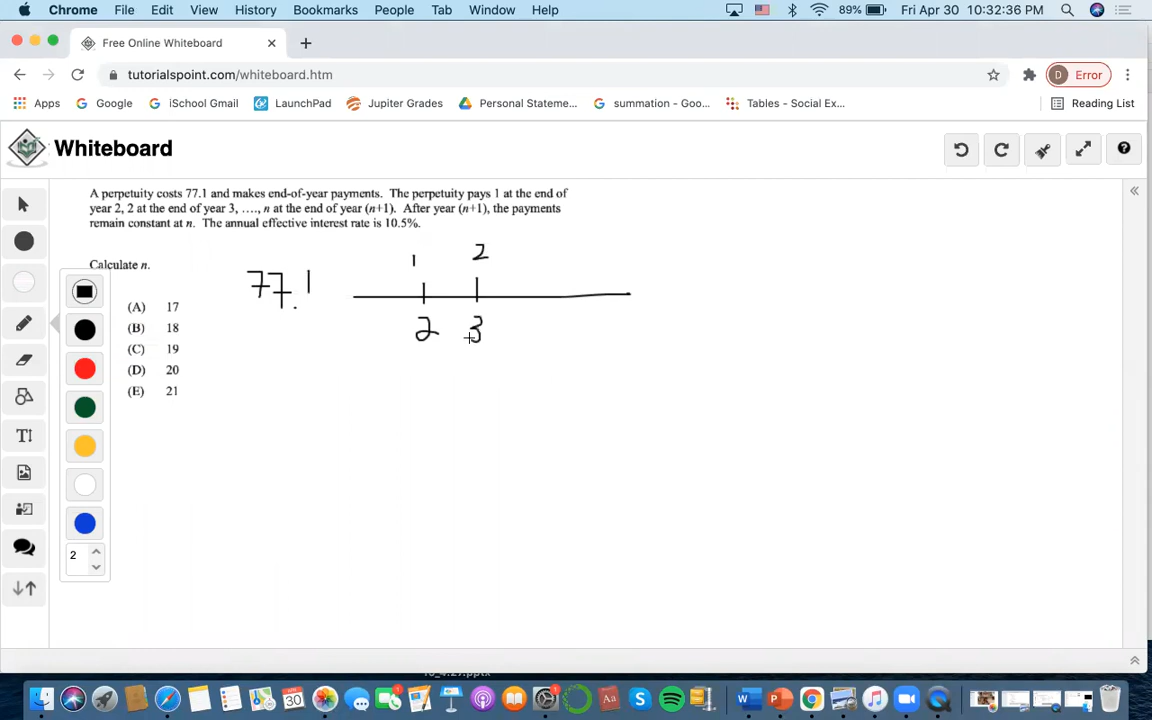 Chrome File Edit View History Bookmarks People Tab Window Help 89% Fri Apr 30 10:32:36 PM
Free Online Whiteboard
tutorialspoint.com/whiteboard.htm D Error
Apps Google iSchool Gmail LaunchPad Jupiter Grades Personal Stateme... summation - Goo... Tables - Social Ex... Reading List
Whiteboard
A perpetuity costs 77.1 and makes end-of-year payments. The perpetuity pays 1 at the end of
year 2, 2 at the end of year 3, …., n at the end of year (n+1). After year (n+1), the payments
remain constant at n. The annual effective interest rate is 10.5%.
Calculate n.
(A) 17
(B) 18
(C) 19
(D) 20
(E) 21
77.1
1 2
2 3
T
2
30
Aa
W
P